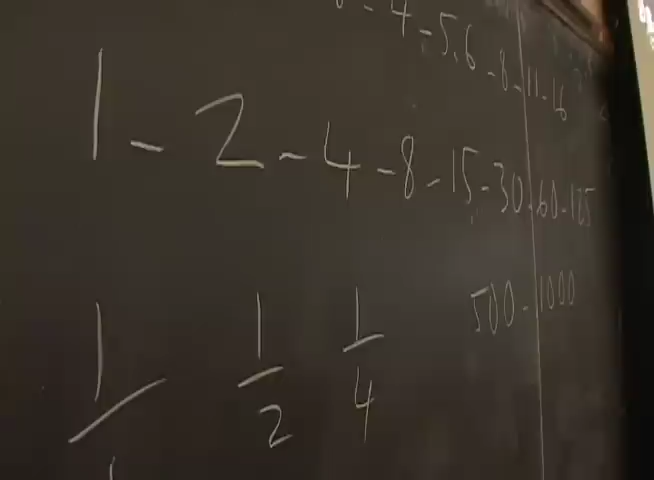 4 - 5.6 - 8 - 11 - 16
1 - 2 - 4 - 8 - 15 - 30 - 60 - 125
500 - 1000
1/1 1/2 1/4